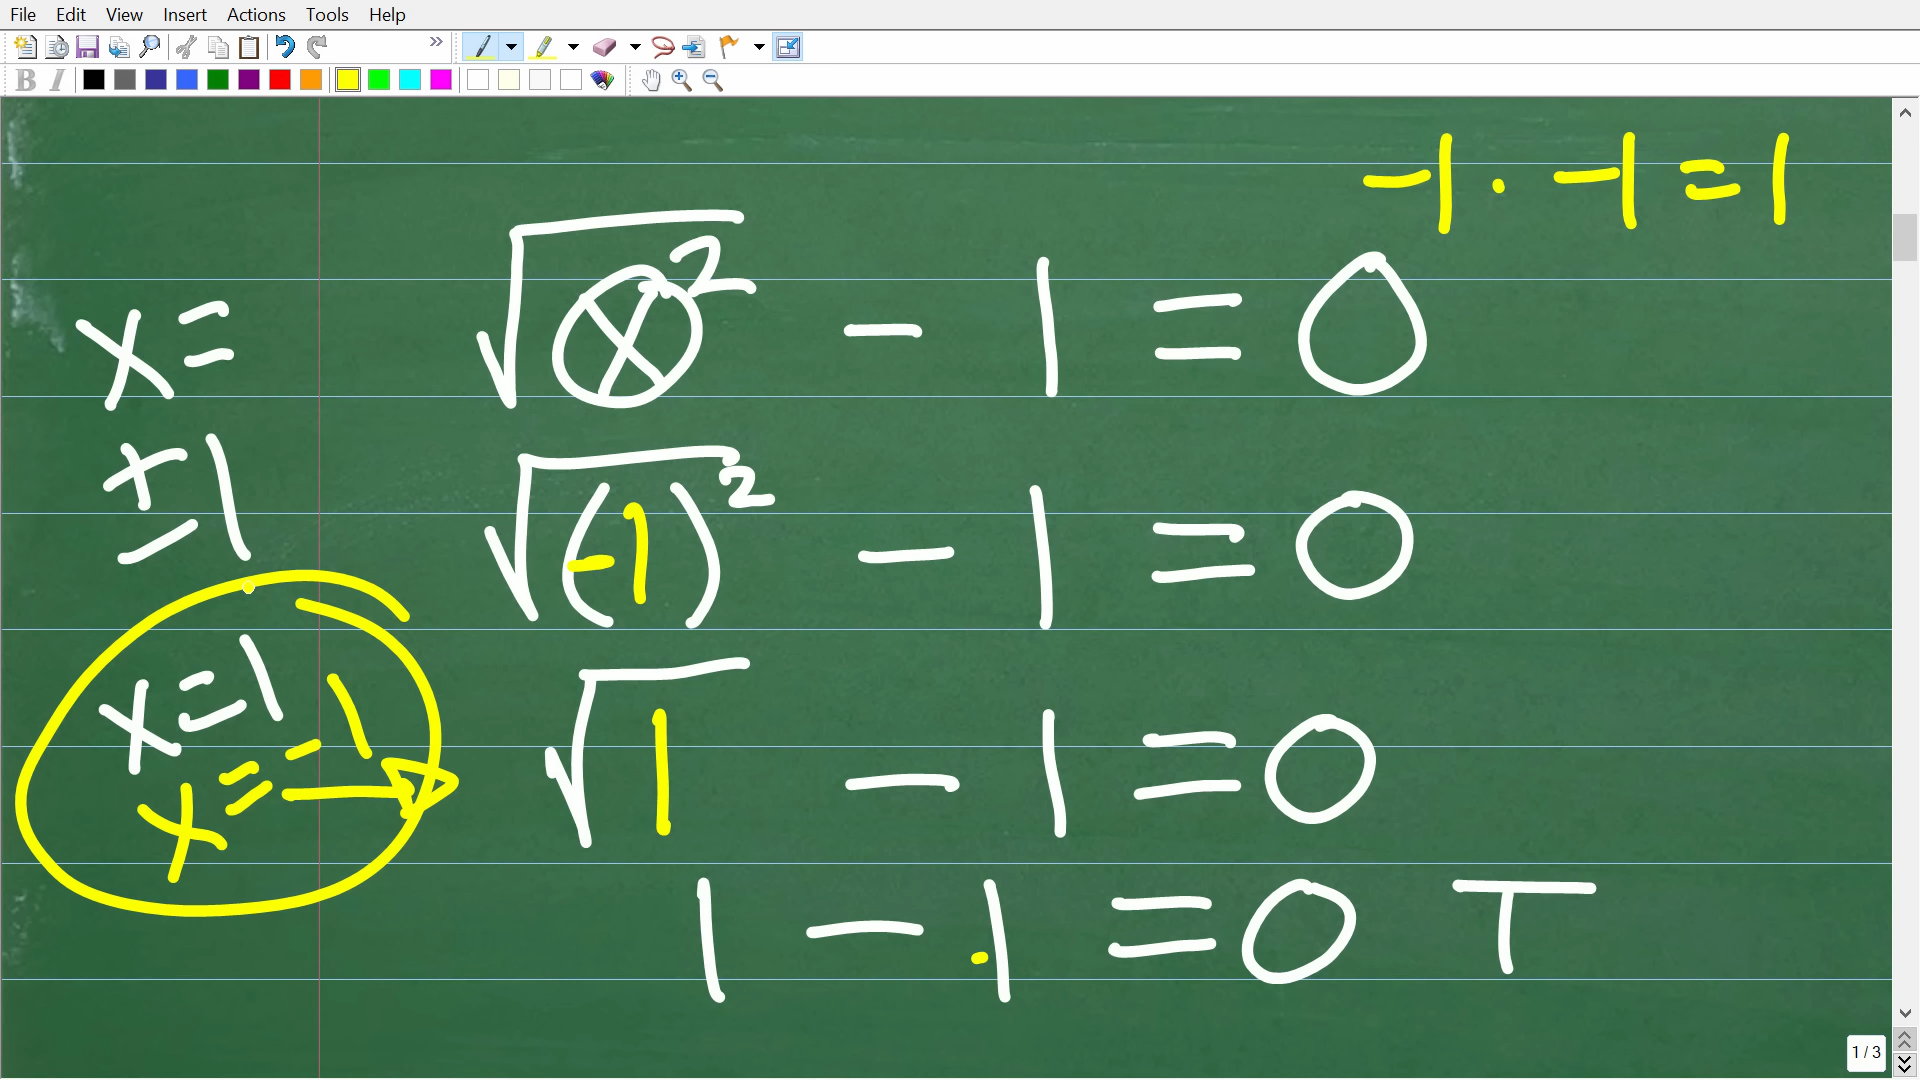 File Edit View Insert Actions Tools Help
B I
-1 · -1 = 1
√x² - 1 = 0
x =
± 1
√(-1)² - 1 = 0
x = 1
x = -1
√1 - 1 = 0
1 - 1 = 0 T
1 / 3